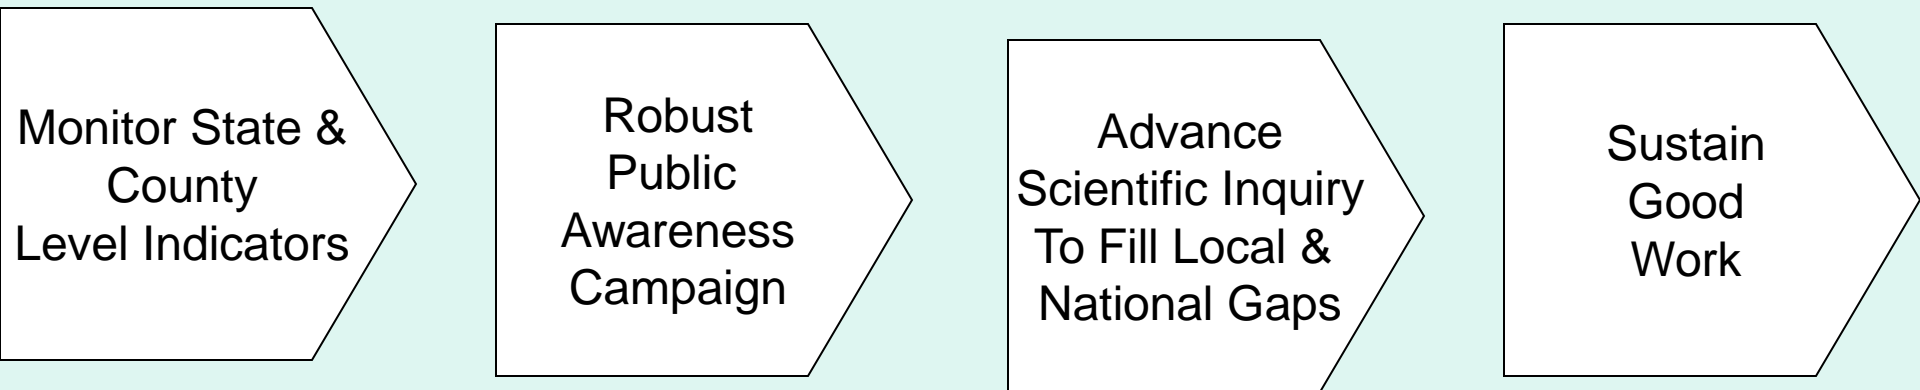 Monitor State &
County
Level Indicators
Robust
Public
Awareness
Campaign
Advance
Scientific Inquiry
To Fill Local &
National Gaps
Sustain
Good
Work